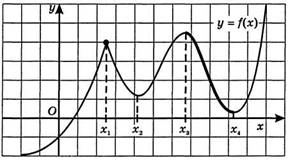 y
y = f(x)
O
x₁ x₂ x₃ x₄ x